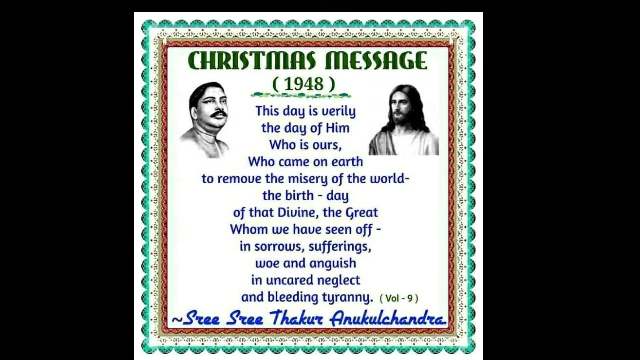 CHRISTMAS MESSAGE
( 1948 )
This day is verily
the day of Him
Who is ours,
Who came on earth
to remove the misery of the world-
the birth - day
of that Divine, the Great
Whom we have seen off -
in sorrows, sufferings,
woe and anguish
in uncared neglect
and bleeding tyranny. ( Vol - 9 )
~Sree Sree Thakur Anukulchandra.